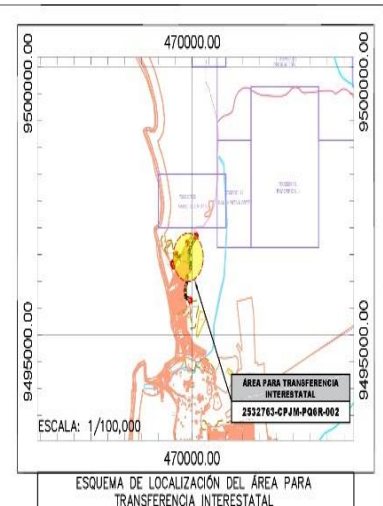 470000.00
9500000.00
9500000.00
9495000.00
9495000.00
ÁREA PARA TRANSFERENCIA
INTERESTATAL
2532763-CPJM-PQGR-002
ESCALA: 1/100,000
470000.00
ESQUEMA DE LOCALIZACIÓN DEL ÁREA PARA
TRANSFERENCIA INTERESTATAL